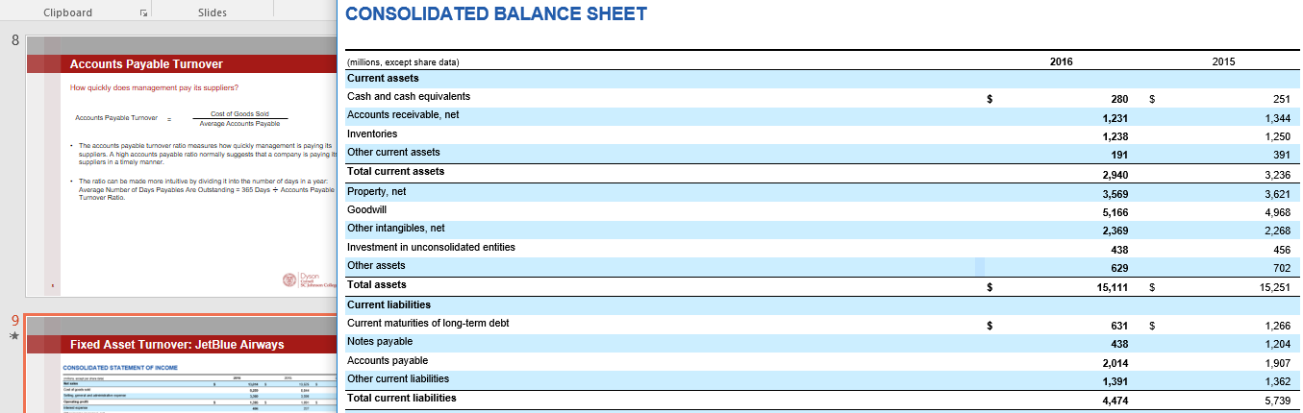 Clipboard
Slides
8
Accounts Payable Turnover
How quickly does management pay its suppliers?
Accounts Payable Turnover = Cost of Goods Sold
Average Accounts Payable
• The accounts payable turnover ratio measures how quickly management is paying its
suppliers. A high accounts payable ratio normally suggests that a company is paying its
suppliers in a timely manner.
• The ratio can be made more intuitive by dividing it into the number of days in a year:
Average Number of Days Payables Are Outstanding = 365 Days ÷ Accounts Payable
Turnover Ratio.
Dyson
9
Fixed Asset Turnover: JetBlue Airways
CONSOLIDATED STATEMENT OF INCOME
CONSOLIDATED BALANCE SHEET
(millions, except share data) 2016 2015
Current assets
Cash and cash equivalents $ 280 $ 251
Accounts receivable, net 1,231 1,344
Inventories 1,238 1,250
Other current assets 191 391
Total current assets 2,940 3,236
Property, net 3,569 3,621
Goodwill 5,166 4,968
Other intangibles, net 2,369 2,268
Investment in unconsolidated entities 438 456
Other assets 629 702
Total assets $ 15,111 $ 15,251
Current liabilities
Current maturities of long-term debt $ 631 $ 1,266
Notes payable 438 1,204
Accounts payable 2,014 1,907
Other current liabilities 1,391 1,362
Total current liabilities 4,474 5,739